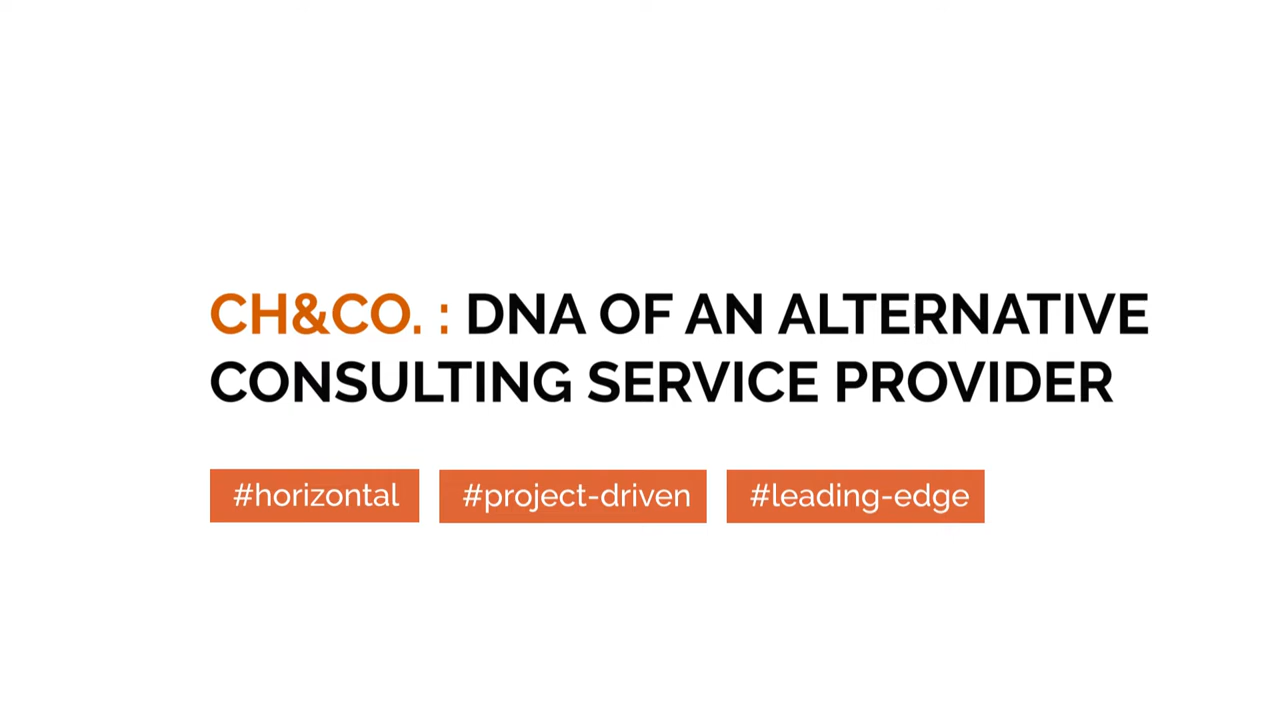 CH&CO. : DNA OF AN ALTERNATIVE
CONSULTING SERVICE PROVIDER
#horizontal #project-driven #leading-edge